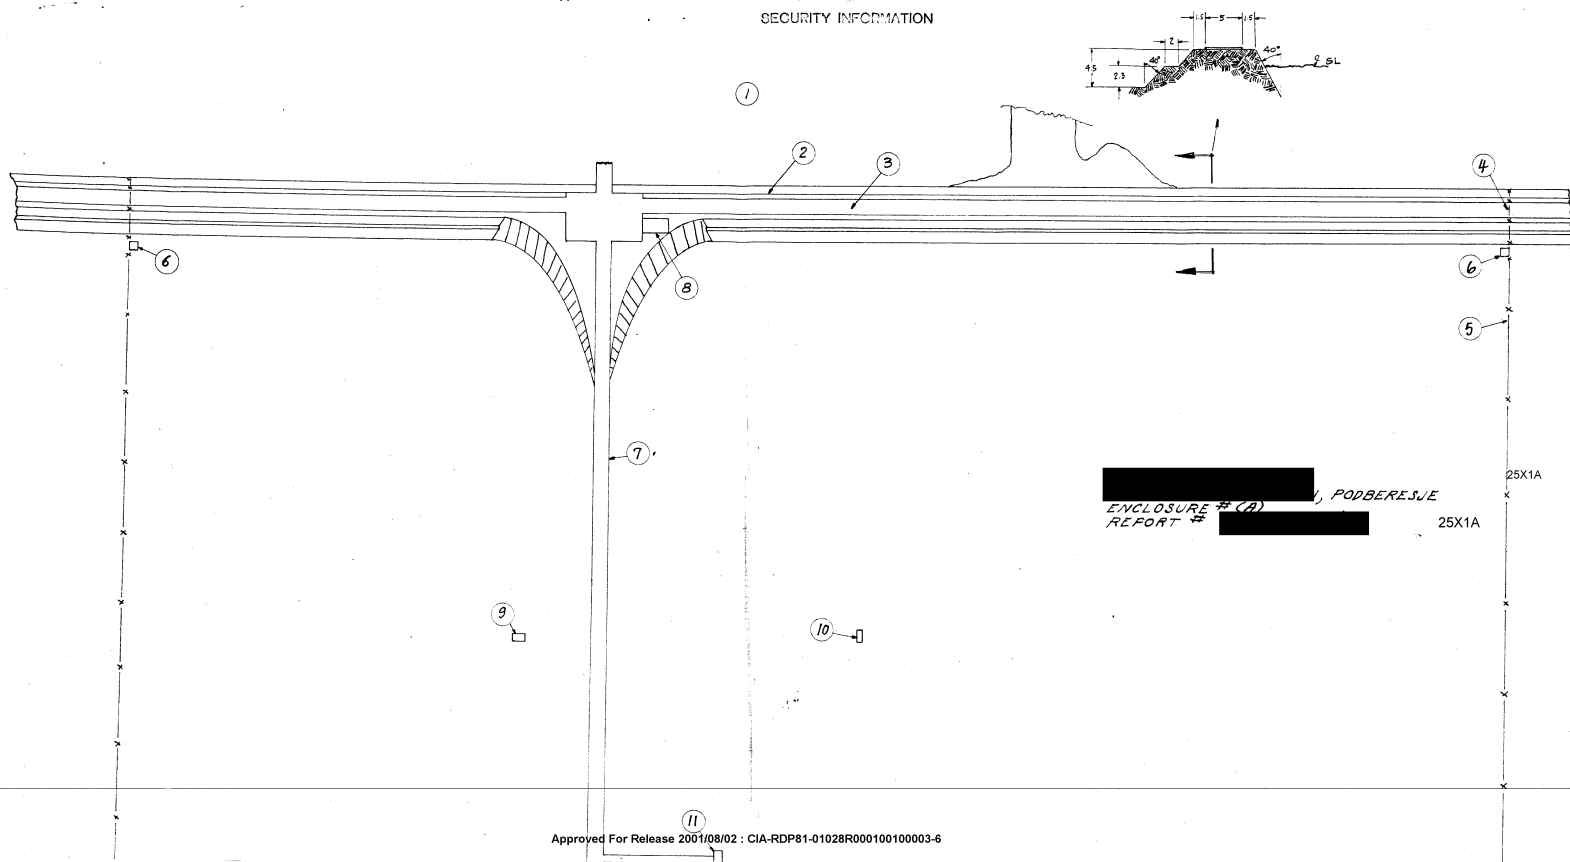 SECURITY INFORMATION
1.5 5 1.5
2
40° 40°
4.5
2.3
℄ SL
1
2
3
4
6
8
6
5
7
25X1A
, PODBERESJE
ENCLOSURE # (A)
REPORT #
25X1A
9
10
11
Approved For Release 2001/08/02 : CIA-RDP81-01028R000100100003-6